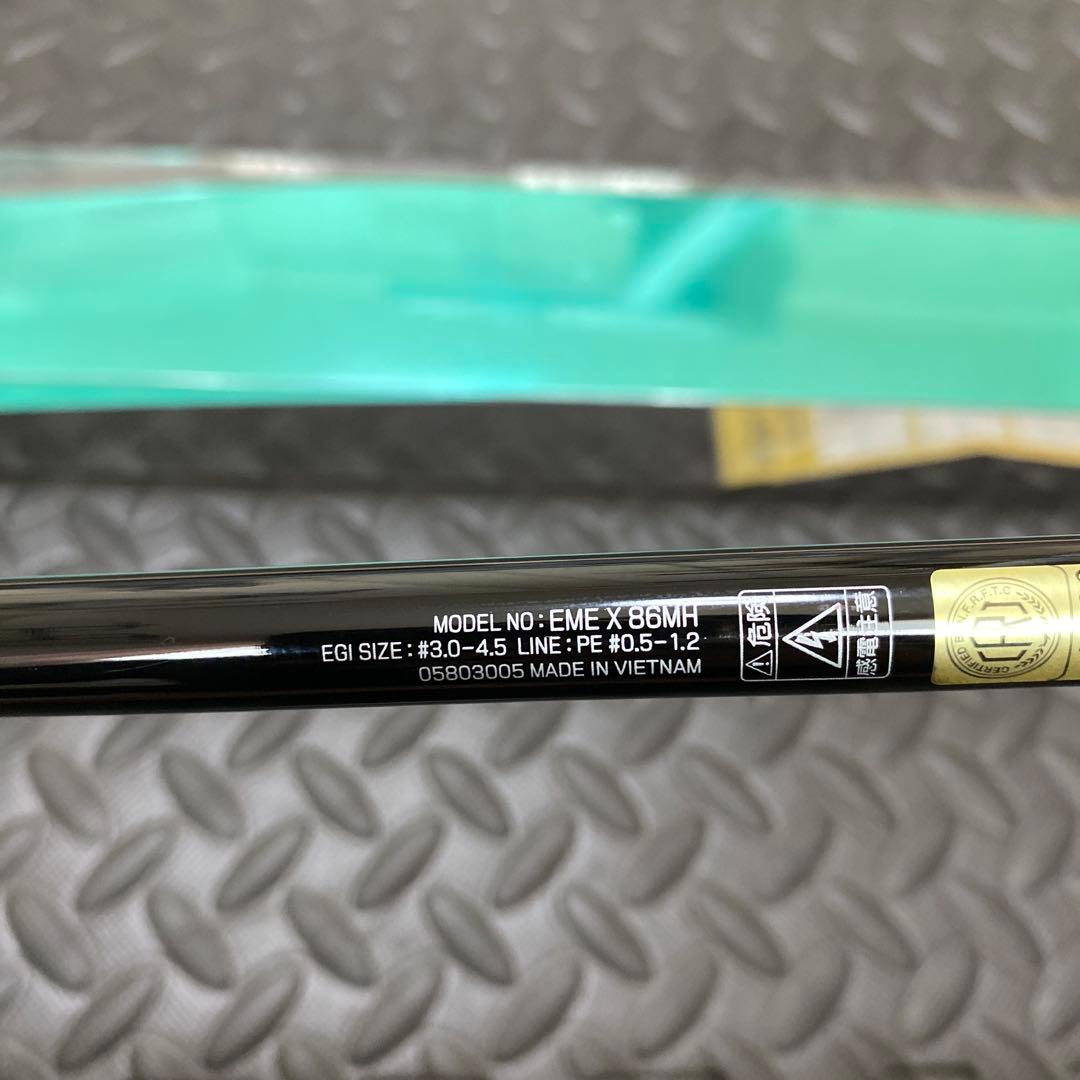 MODEL NO : EME X 86MH
EGI SIZE : #3.0-4.5 LINE : PE #0.5-1.2
05803005 MADE IN VIETNAM
危険
感電注意
CERTIFIED